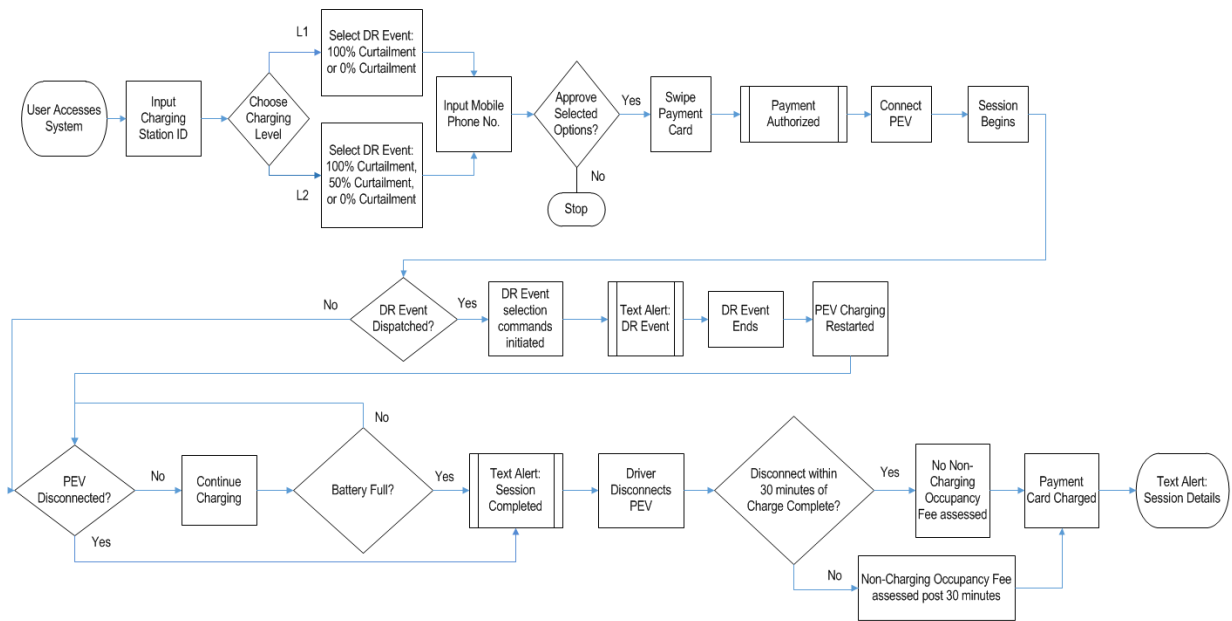 User Accesses
System
Input
Charging
Station ID
Choose
Charging
Level
L1
Select DR Event:
100% Curtailment
or 0% Curtailment
L2
Select DR Event:
100% Curtailment,
50% Curtailment,
or 0% Curtailment
Input Mobile
Phone No.
Approve
Selected
Options?
Yes
No
Stop
Swipe
Payment
Card
Payment
Authorized
Connect
PEV
Session
Begins
DR Event
Dispatched?
No
Yes
DR Event
selection
commands
initiated
Text Alert:
DR Event
DR Event
Ends
PEV Charging
Restarted
PEV
Disconnected?
No
Yes
Continue
Charging
Battery Full?
No
Yes
Text Alert:
Session
Completed
Driver
Disconnects
PEV
Disconnect within
30 minutes of
Charge Complete?
Yes
No
No Non-
Charging
Occupancy
Fee assessed
Non-Charging Occupancy Fee
assessed post 30 minutes
Payment
Card Charged
Text Alert:
Session Details